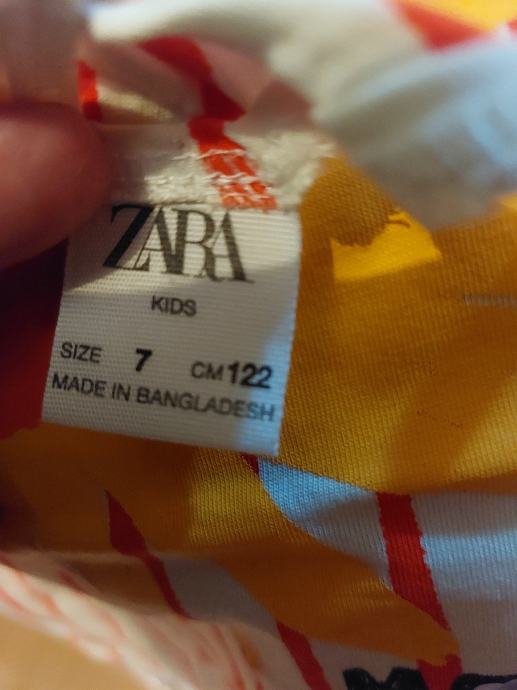 ZARA
KIDS
SIZE 7 CM 122
MADE IN BANGLADESH